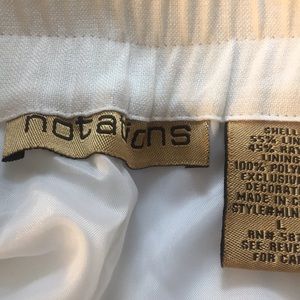 notations
SHELL
55% LIN
45% R
LINING
100% POLY
EXCLUSI
DECORAT
MADE IN C
STYLE#MLN
L
RN# 58
SEE REVE
FOR CA